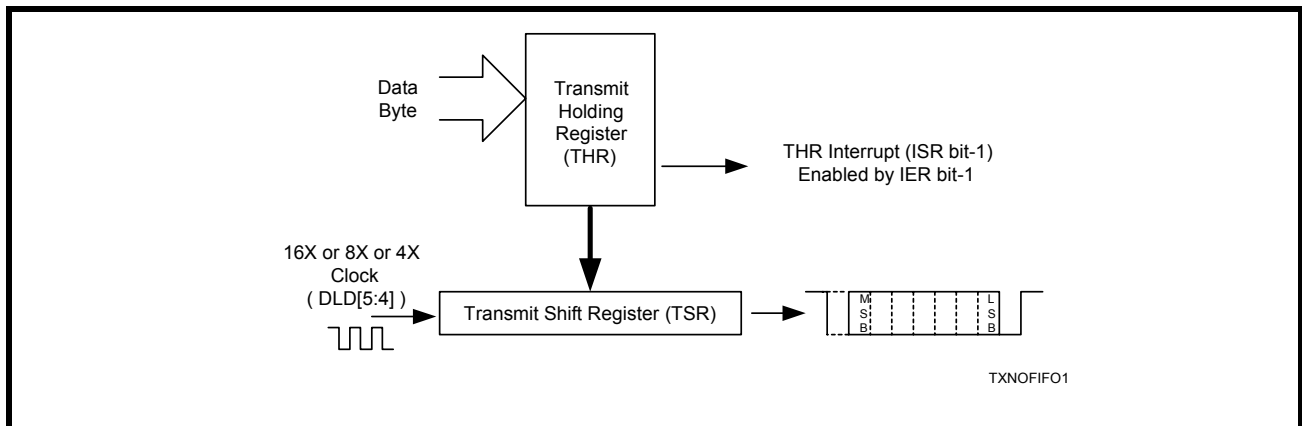 Data
Byte
Transmit
Holding
Register
(THR)
THR Interrupt (ISR bit-1)
Enabled by IER bit-1
16X or 8X or 4X
Clock
( DLD[5:4] )
Transmit Shift Register (TSR)
M
S
B
L
S
B
TXNOFIFO1